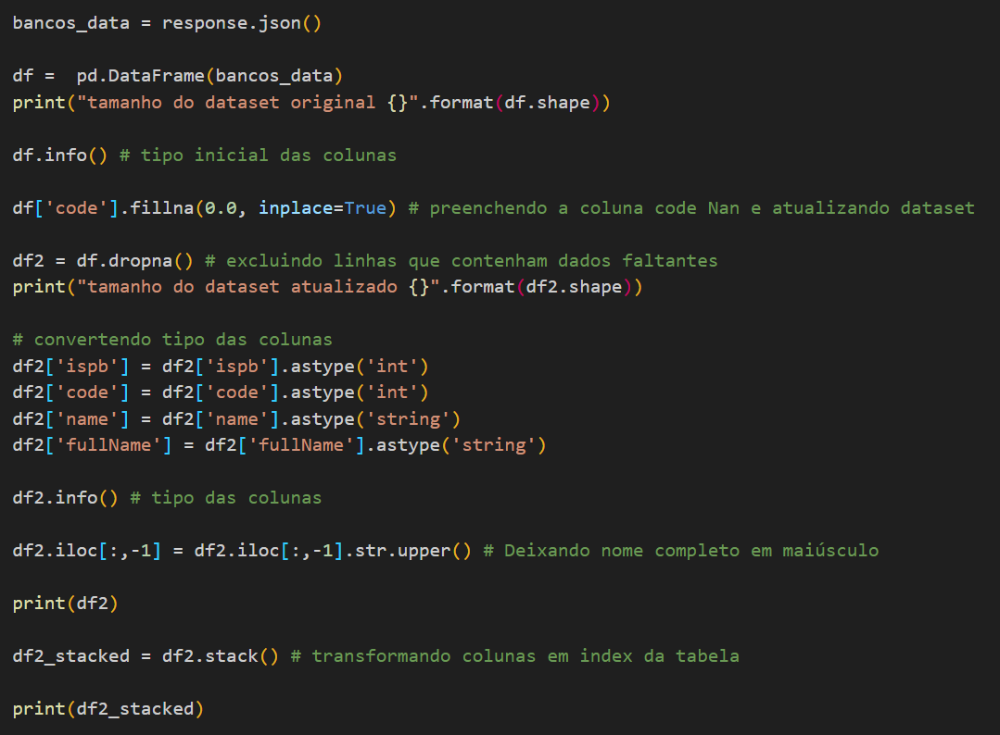 bancos_data = response.json()
df =  pd.DataFrame(bancos_data)
print("tamanho do dataset original {}".format(df.shape))
df.info() # tipo inicial das colunas
df['code'].fillna(0.0, inplace=True) # preenchendo a coluna code Nan e atualizando dataset
df2 = df.dropna() # excluindo linhas que contenham dados faltantes
print("tamanho do dataset atualizado {}".format(df2.shape))
# convertendo tipo das colunas
df2['ispb'] = df2['ispb'].astype('int')
df2['code'] = df2['code'].astype('int')
df2['name'] = df2['name'].astype('string')
df2['fullName'] = df2['fullName'].astype('string')
df2.info() # tipo das colunas
df2.iloc[:,-1] = df2.iloc[:,-1].str.upper() # Deixando nome completo em maiúsculo
print(df2)
df2_stacked = df2.stack() # transformando colunas em index da tabela
print(df2_stacked)